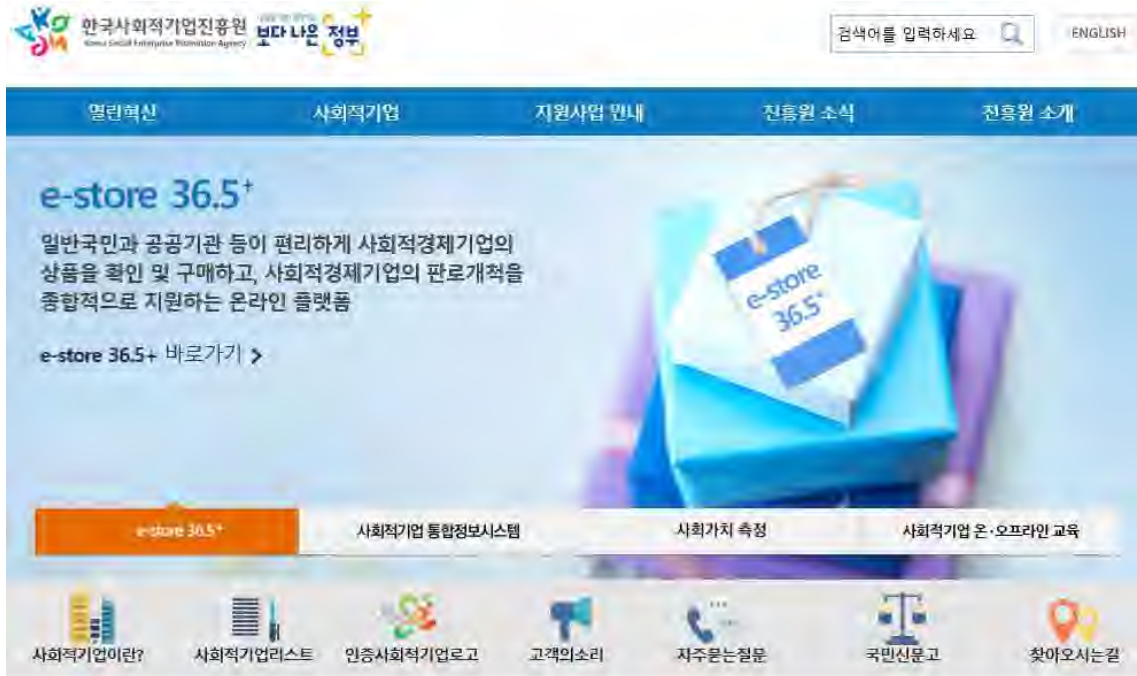 한국사회적기업진흥원
Korea Social Enterprise Promotion Agency
보다 나은 정부
검색어를 입력하세요
ENGLISH
열린혁신 사회적기업 지원사업 안내 진흥원 소식 진흥원 소개
e-store 36.5+
일반국민과 공공기관 등이 편리하게 사회적경제기업의
상품을 확인 및 구매하고, 사회적경제기업의 판로개척을
종합적으로 지원하는 온라인 플랫폼
e-store 36.5+ 바로가기 >
e-store
36.5+
e-store 36.5+ 사회적기업 통합정보시스템 사회가치 측정 사회적기업 온·오프라인 교육
사회적기업이란? 사회적기업리스트 인증사회적기업로고 고객의소리 자주묻는질문 국민신문고 찾아오시는길